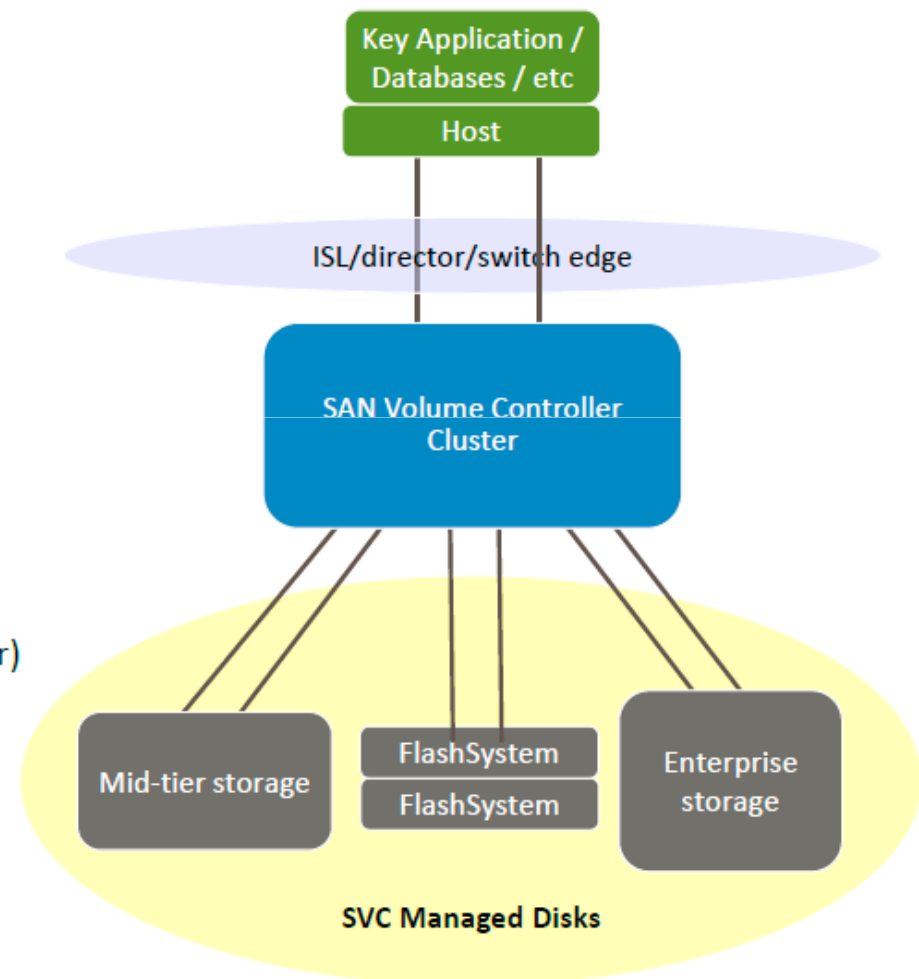 Key Application /
Databases / etc
Host
ISL/director/switch edge
SAN Volume Controller
Cluster
r)
Mid-tier storage
FlashSystem
FlashSystem
Enterprise
storage
SVC Managed Disks